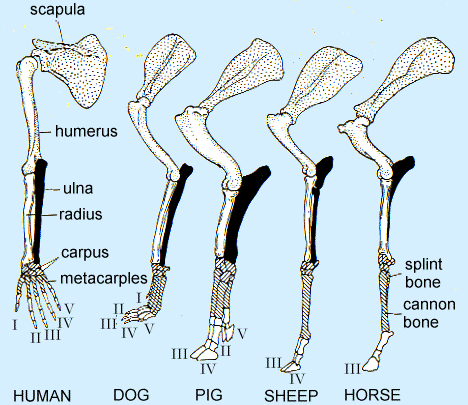 scapula
humerus
ulna
radius
carpus
metacarples
I
II
III
IV
V
I
II
III
IV
V
III
IV
II
V
III
IV
III
splint
bone
cannon
bone
HUMAN DOG PIG SHEEP HORSE